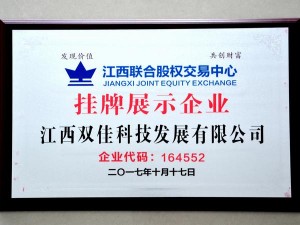 发现价值 共创财富
江西联合股权交易中心
JIANGXI JOINT EQUITY EXCHANGE
挂牌展示企业
江西双佳科技发展有限公司
企业代码：164552
二〇一七年十月十七日